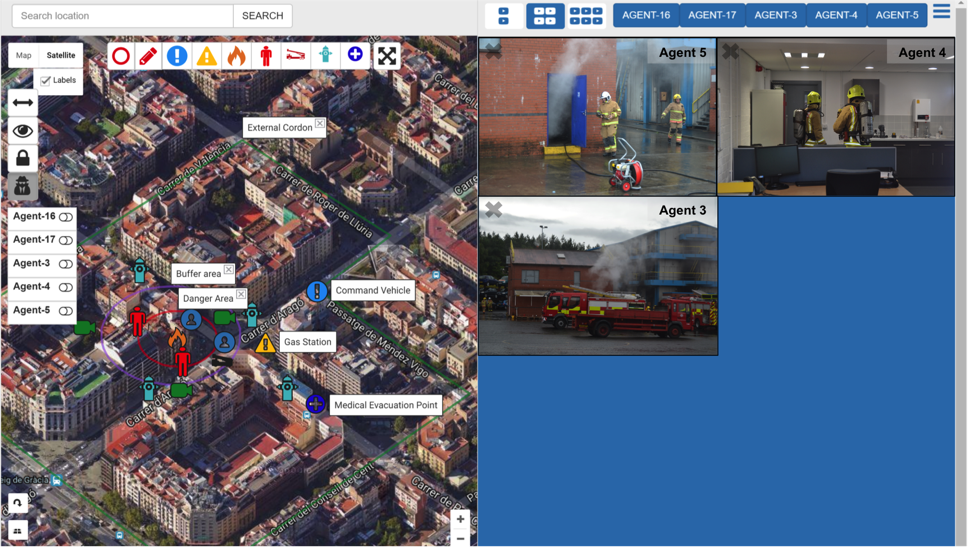 Search location
SEARCH
AGENT-16
AGENT-17
AGENT-3
AGENT-4
AGENT-5
Map
Satellite
Labels
Agent 5
Agent 4
Agent 3
External Cordon
Carrer de València
Carrer de Roger de Llúria
Agent-16
Agent-17
Agent-3
Agent-4
Agent-5
Buffer area
Danger Area
Command Vehicle
Carrer d'Aragó
Passatge de Méndez Vigo
Gas Station
Medical Evacuation Point
Carrer d'A
eig de Gràcia
Carrer del Consell de Cent